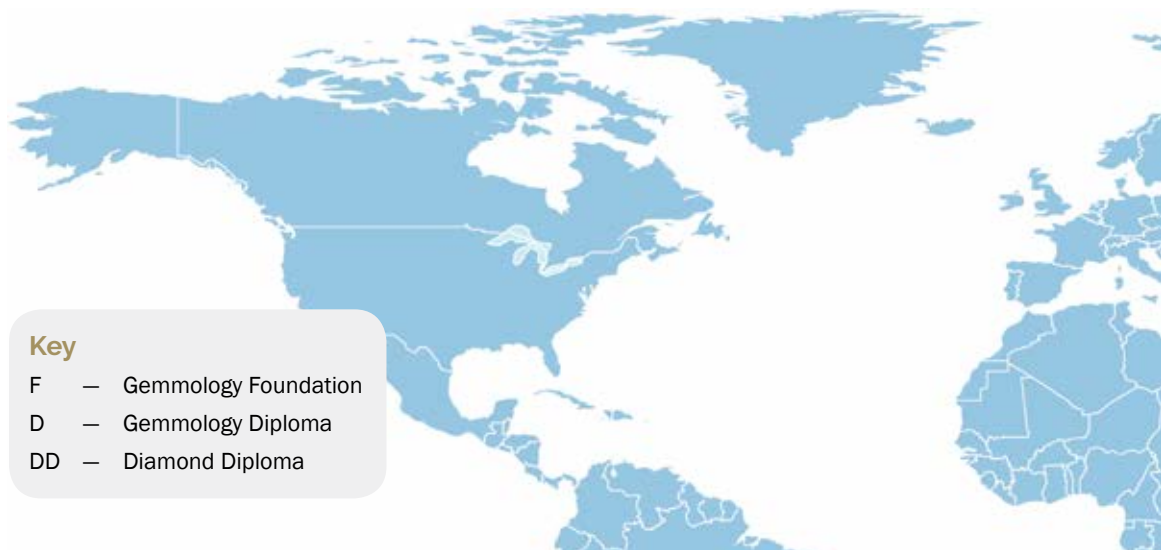 Key
F — Gemmology Foundation
D — Gemmology Diploma
DD — Diamond Diploma